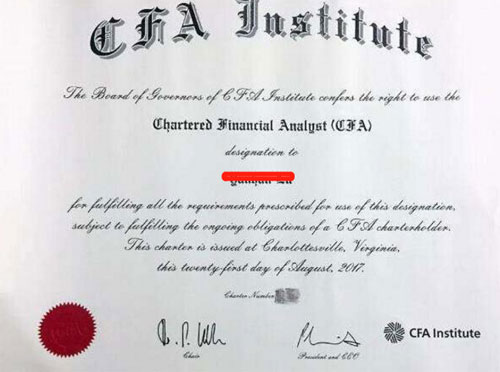 CFA Institute
The Board of Governors of CFA Institute confers the right to use the
Chartered Financial Analyst (CFA)
designation to
for fulfilling all the requirements prescribed for use of this designation,
subject to fulfilling the ongoing obligations of a CFA charterholder.
This charter is issued at Charlottesville, Virginia,
this twenty-first day of August, 2017.
Charter Number
Chair
President and CEO
CFA Institute